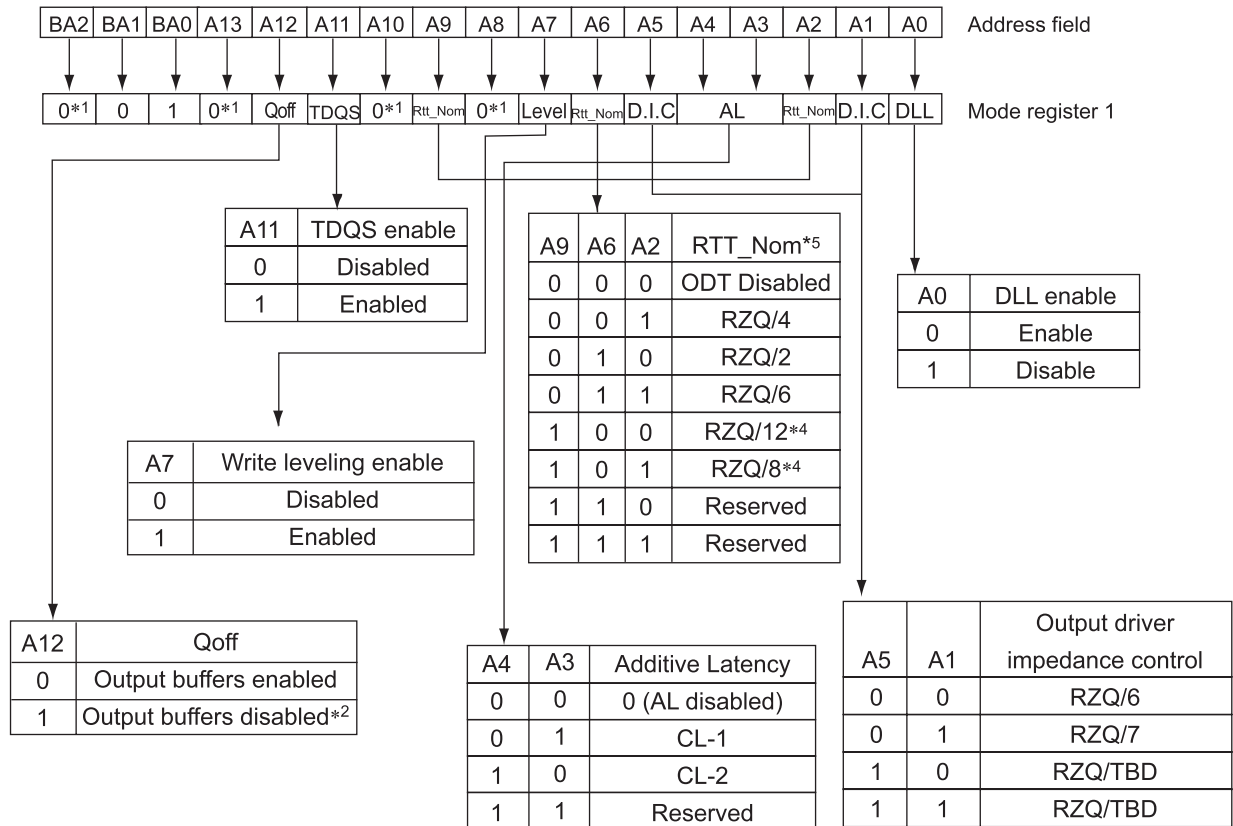 BA2 BA1 BA0 A13 A12 A11 A10 A9 A8 A7 A6 A5 A4 A3 A2 A1 A0 Address field
0*1 0 1 0*1 Qoff TDQS 0*1 Rtt_Nom 0*1 Level Rtt_Nom D.I.C AL Rtt_Nom D.I.C DLL Mode register 1
A11 TDQS enable
0 Disabled
1 Enabled
A9 A6 A2 RTT_Nom*5
0 0 0 ODT Disabled
0 0 1 RZQ/4
0 1 0 RZQ/2
0 1 1 RZQ/6
1 0 0 RZQ/12*4
1 0 1 RZQ/8*4
1 1 0 Reserved
1 1 1 Reserved
A0 DLL enable
0 Enable
1 Disable
A7 Write leveling enable
0 Disabled
1 Enabled
A12 Qoff
0 Output buffers enabled
1 Output buffers disabled*2
A4 A3 Additive Latency
0 0 0 (AL disabled)
0 1 CL-1
1 0 CL-2
1 1 Reserved
Output driver
A5 A1 impedance control
0 0 RZQ/6
0 1 RZQ/7
1 0 RZQ/TBD
1 1 RZQ/TBD